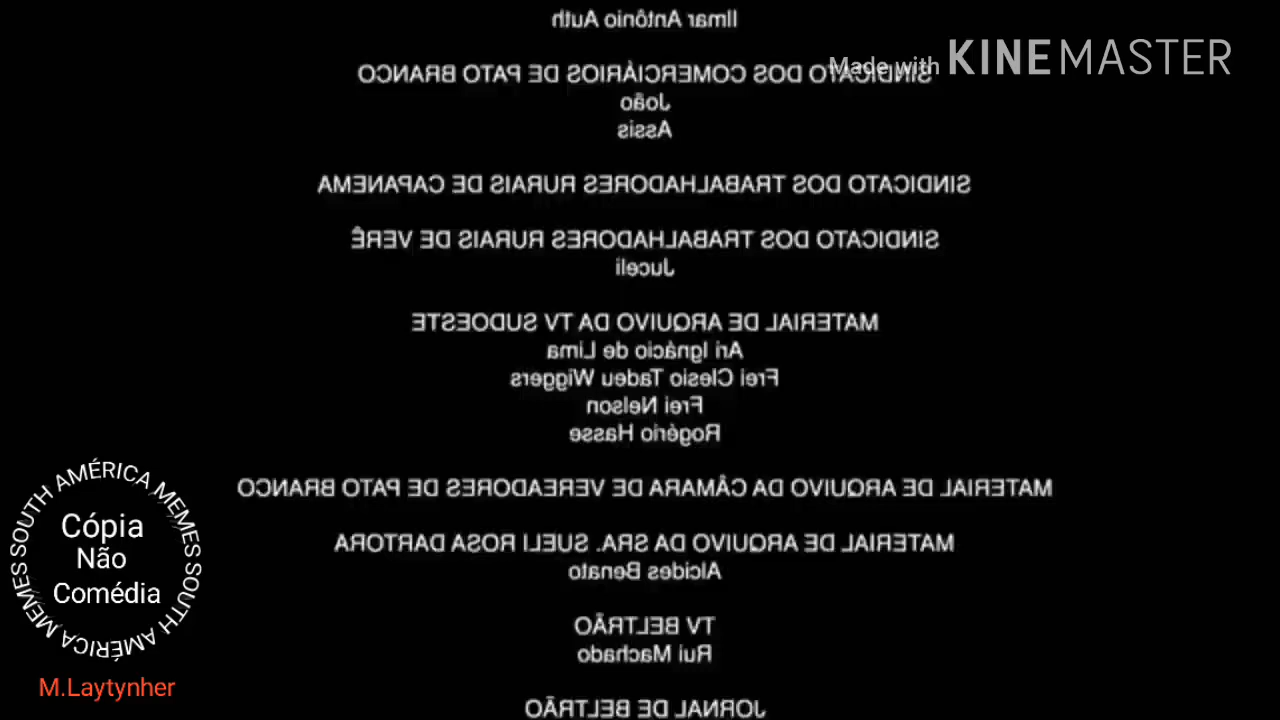 Ilmar Antônio Auth
SINDICATO DOS COMERCIÁRIOS DE PATO BRANCO
João
Assis
SINDICATO DOS TRABALHADORES RURAIS DE CAPANEMA
SINDICATO DOS TRABALHADORES RURAIS DE VERÊ
Juceli
MATERIAL DE ARQUIVO DA TV SUDOESTE
Ari Ignácio de Lima
Frei Clesio Tadeu Wiggers
Frei Nelson
Rogério Hasse
MATERIAL DE ARQUIVO DA CÂMARA DE VEREADORES DE PATO BRANCO
MATERIAL DE ARQUIVO DA SRA. SUELI ROSA DARTORA
Alcides Benato
TV BELTRÃO
Rui Machado
JORNAL DE BELTRÃO
Made with KINEMASTER
SOUTH AMÉRICA MEMES SOUTH AMÉRICA MEMES
Cópia
Não
Comédia
M.Laytynher